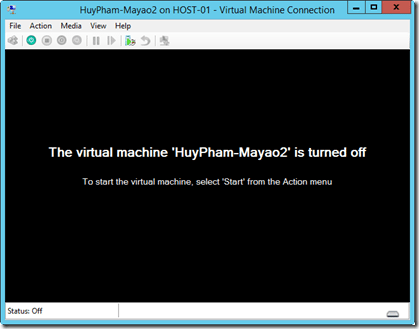 HuyPham-Mayao2 on HOST-01 - Virtual Machine Connection
File Action Media View Help
The virtual machine 'HuyPham-Mayao2' is turned off
To start the virtual machine, select 'Start' from the Action menu
Status: Off